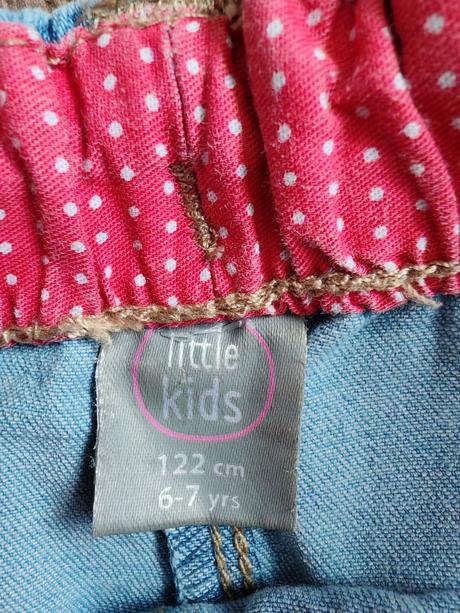 little
kids
122 cm
6-7 yrs